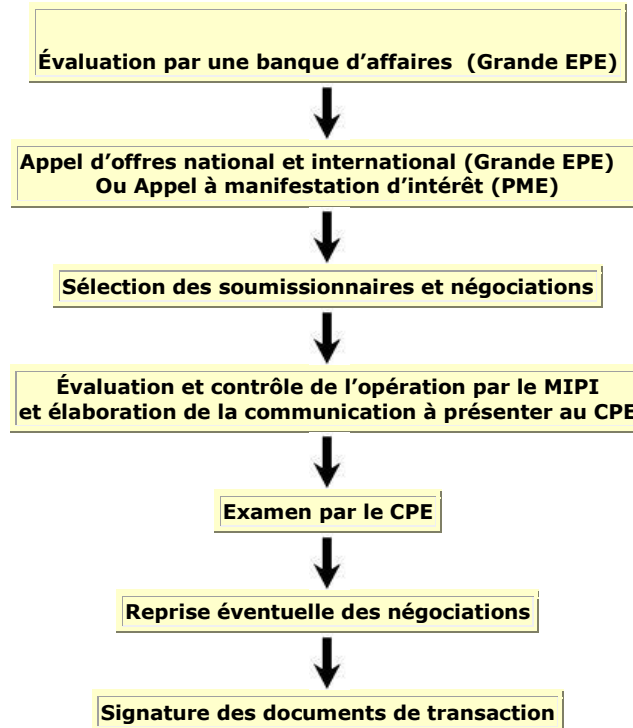 Évaluation par une banque d’affaires (Grande EPE)
Appel d’offres national et international (Grande EPE)
Ou Appel à manifestation d’intérêt (PME)
Sélection des soumissionnaires et négociations
Évaluation et contrôle de l’opération par le MIPI
et élaboration de la communication à présenter au CPE
Examen par le CPE
Reprise éventuelle des négociations
Signature des documents de transaction